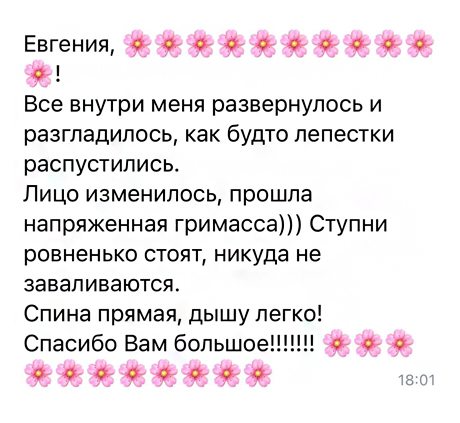 Евгения, 🌸🌸🌸🌸🌸🌸🌸🌸🌸🌸
🌸!
Все внутри меня развернулось и
разгладилось, как будто лепестки
распустились.
Лицо изменилось, прошла
напряженная гримасса))) Ступни
ровненько стоят, никуда не
заваливаются.
Спина прямая, дышу легко!
Спасибо Вам большое!!!!!!! 🌸🌸🌸
🌸🌸🌸🌸🌸🌸🌸🌸
18:01